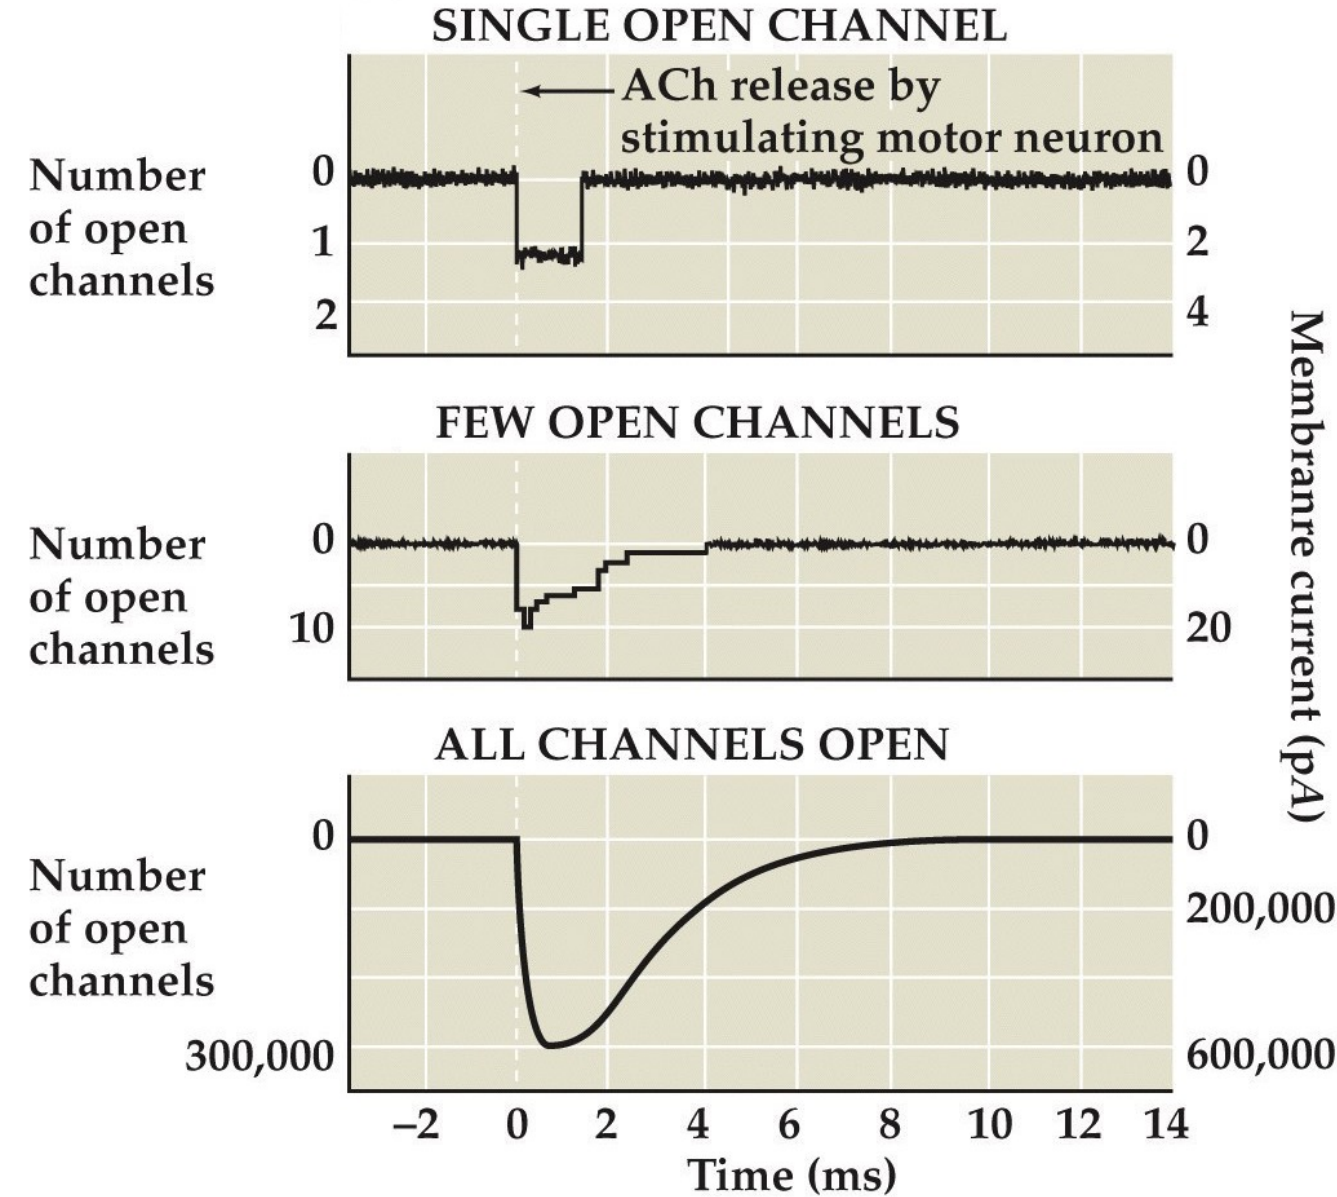 SINGLE OPEN CHANNEL
ACh release by
stimulating motor neuron
Number
of open
channels
0
1
2
0
2
4
FEW OPEN CHANNELS
Number
of open
channels
0
10
0
20
Membranre current (pA)
ALL CHANNELS OPEN
Number
of open
channels
0
300,000
0
200,000
600,000
−2 0 2 4 6 8 10 12 14
Time (ms)